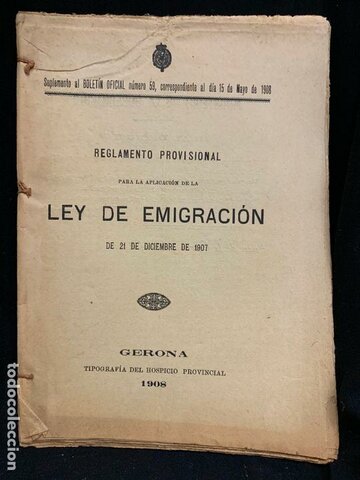 Suplemento al BOLETÍN OFICIAL número 59, correspondiente al día 15 de Mayo de 1908
REGLAMENTO PROVISIONAL
PARA LA APLICACIÓN DE LA
LEY DE EMIGRACIÓN
DE 21 DE DICIEMBRE DE 1907
GERONA
TIPOGRAFÍA DEL HOSPICIO PROVINCIAL
1908
todocoleccion
todocoleccion